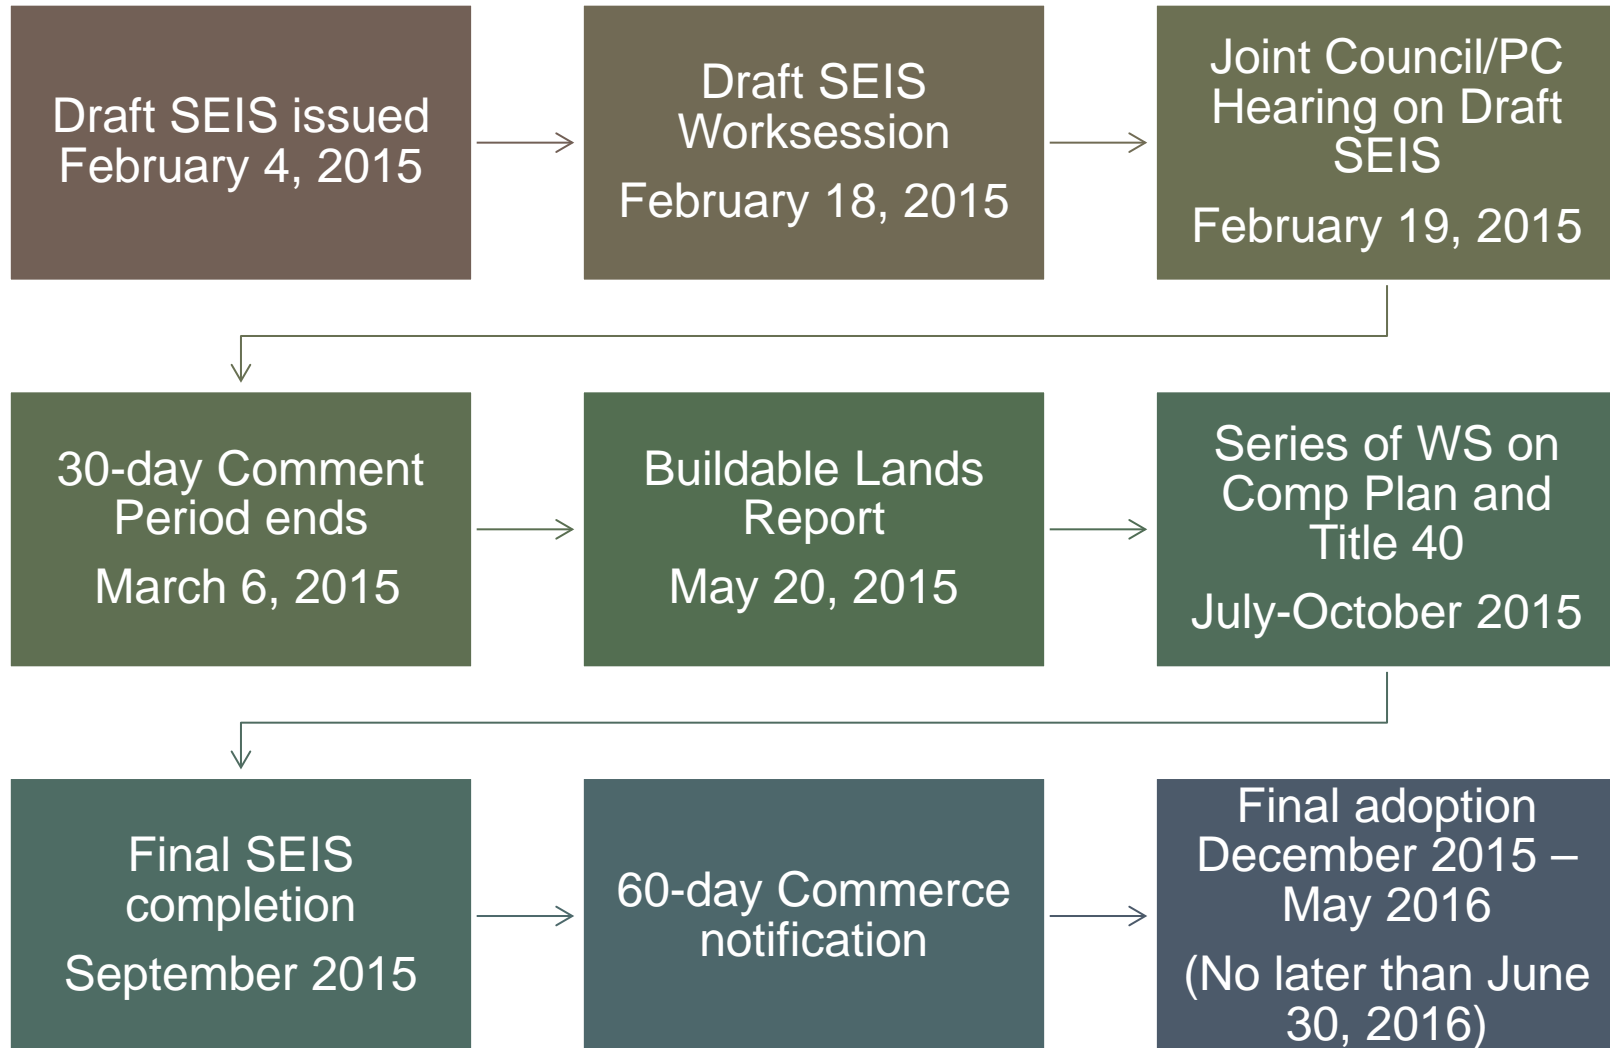 Draft SEIS issued
February 4, 2015
Draft SEIS
Worksession
February 18, 2015
Joint Council/PC
Hearing on Draft
SEIS
February 19, 2015
30-day Comment
Period ends
March 6, 2015
Buildable Lands
Report
May 20, 2015
Series of WS on
Comp Plan and
Title 40
July-October 2015
Final SEIS
completion
September 2015
60-day Commerce
notification
Final adoption
December 2015 –
May 2016
(No later than June
30, 2016)